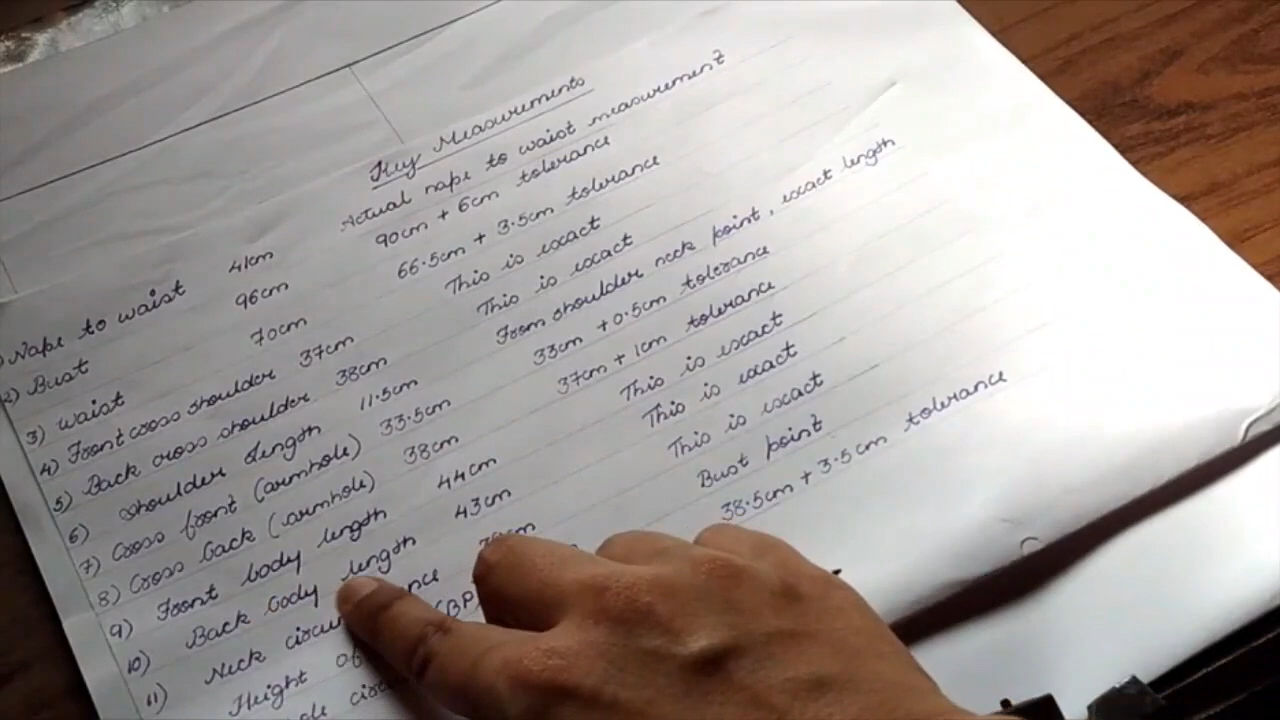 Key Measurements
1) Nape to waist 41cm Actual nape to waist measurement
2) Bust 96cm 90cm + 6cm tolerance
3) Waist 70cm 66.5cm + 3.5cm tolerance
4) Front cross shoulder 37cm This is exact
5) Back cross shoulder 38cm This is exact
6) Shoulder length 11.5cm From shoulder neck point, exact length
7) Cross front (armhole) 33.5cm 33cm + 0.5cm tolerance
8) Cross back (armhole) 38cm 37cm + 1cm tolerance
9) Front body length 44cm This is exact
10) Back body length 43cm This is exact
11) Neck This is exact
Height of (BP Bust point
38.5cm + 3.5cm tolerance